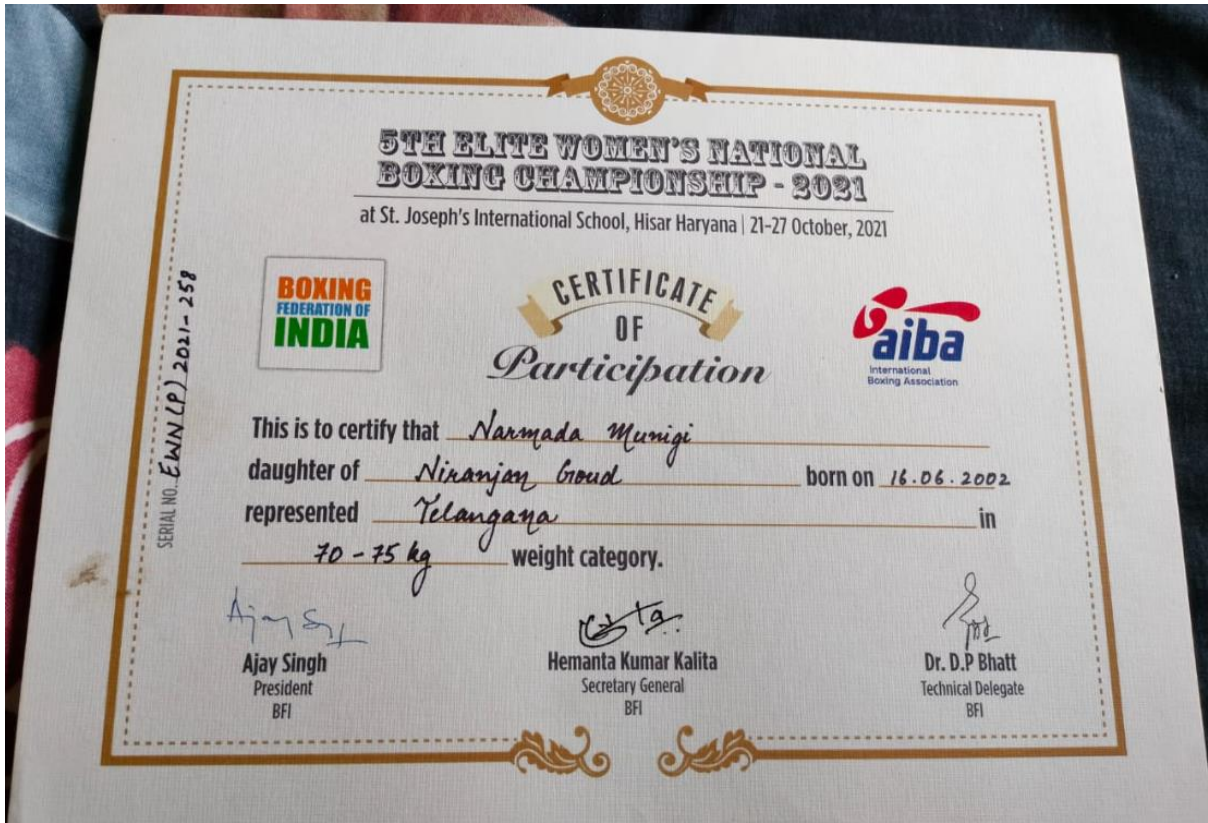 5TH ELITE WOMEN'S NATIONAL
BOXING CHAMPIONSHIP - 2021
at St. Joseph's International School, Hisar Haryana | 21-27 October, 2021
BOXING
FEDERATION OF
INDIA
CERTIFICATE
OF
Participation
aiba
International
Boxing Association
SERIAL NO. EWN(P) 2021-258
This is to certify that Narmada Munigi
daughter of Niranjan Goud born on 16.06.2002
represented Telangana in
70-75 kg weight category.
Ajay Singh
President
BFI
Hemanta Kumar Kalita
Secretary General
BFI
Dr. D.P Bhatt
Technical Delegate
BFI